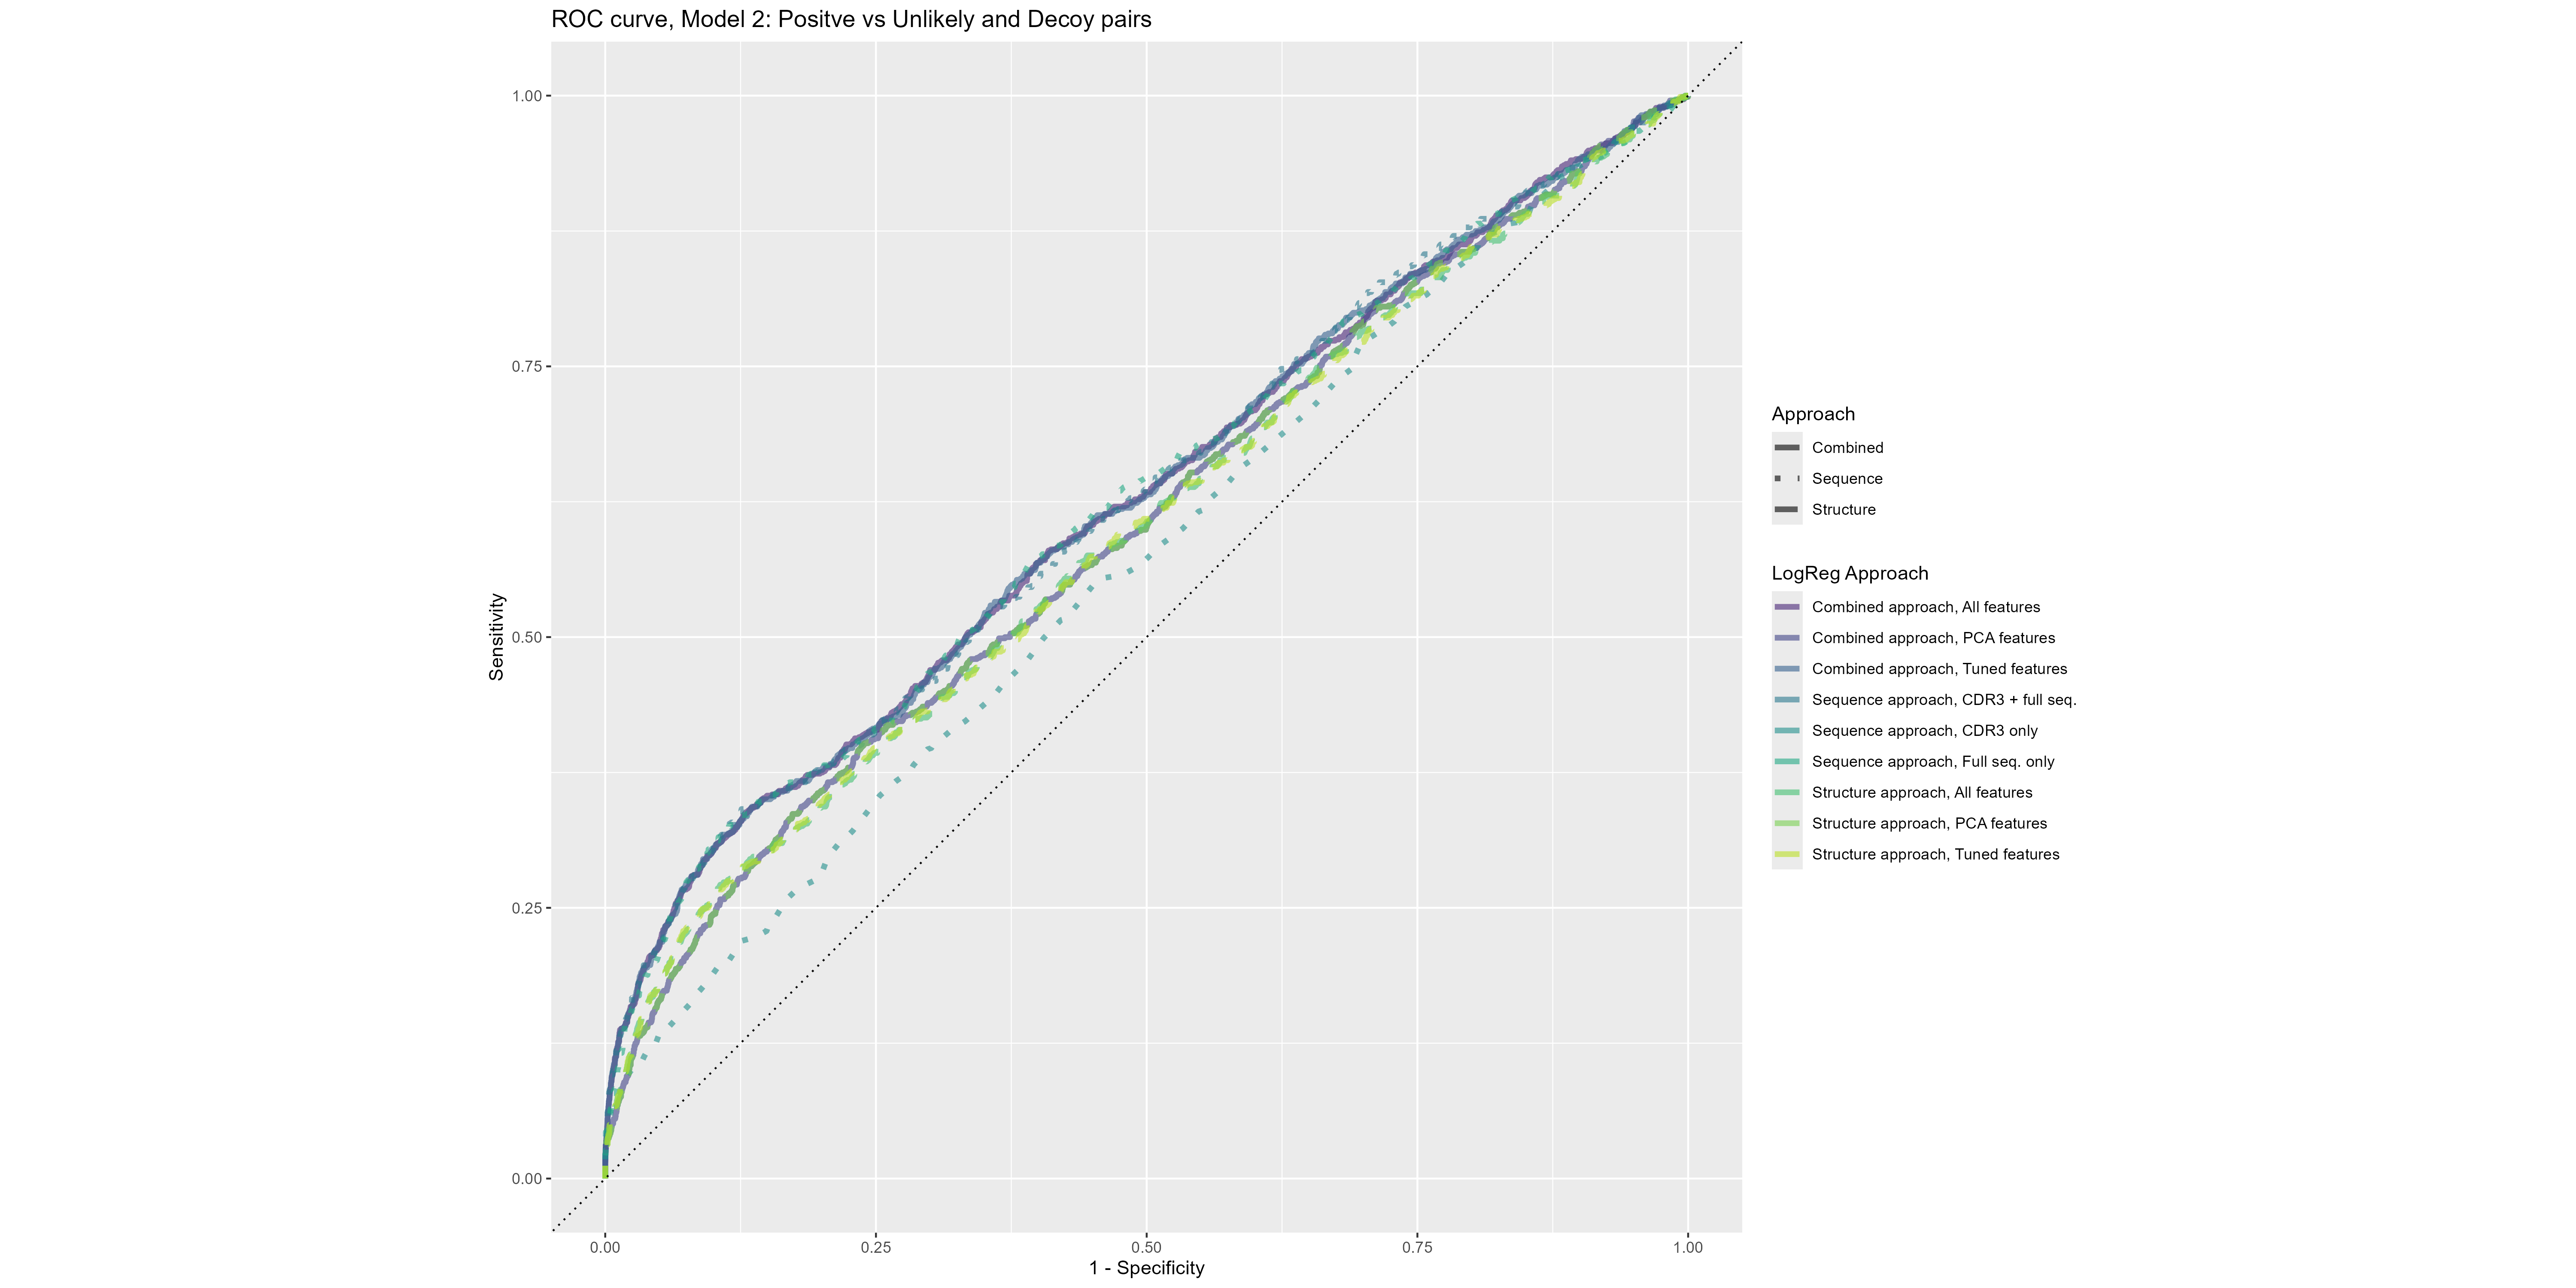 ROC curve, Model 2: Positve vs Unlikely and Decoy pairs
1.00
0.75
0.50
0.25
0.00
Sensitivity
0.00
0.25
0.50
0.75
1.00
1 - Specificity
Approach
Combined
Sequence
Structure
LogReg Approach
Combined approach, All features
Combined approach, PCA features
Combined approach, Tuned features
Sequence approach, CDR3 + full seq.
Sequence approach, CDR3 only
Sequence approach, Full seq. only
Structure approach, All features
Structure approach, PCA features
Structure approach, Tuned features